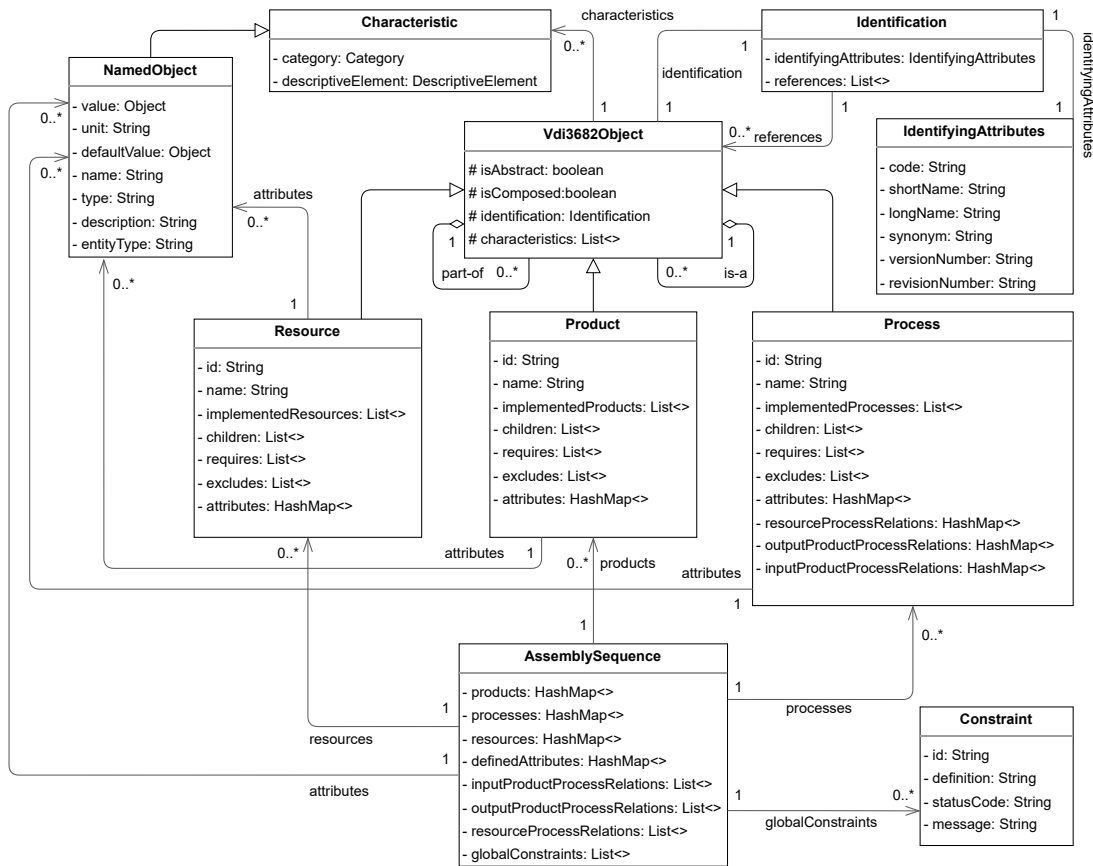 Characteristic
- category: Category
- descriptiveElement: DescriptiveElement
characteristics
0..*
1
Identification
- identifyingAttributes: IdentifyingAttributes
- references: List<>
1
identification
1
1
identifyingAttributes
1
1
0..*
references
NamedObject
- value: Object
- unit: String
- defaultValue: Object
- name: String
- type: String
- description: String
- entityType: String
0..*
0..*
attributes
0..*
0..*
1
Vdi3682Object
# isAbstract: boolean
# isComposed:boolean
# identification: Identification
# characteristics: List<>
1
part-of
0..*
1
0..*
is-a
IdentifyingAttributes
- code: String
- shortName: String
- longName: String
- synonym: String
- versionNumber: String
- revisionNumber: String
Resource
- id: String
- name: String
- implementedResources: List<>
- children: List<>
- requires: List<>
- excludes: List<>
- attributes: HashMap<>
Product
- id: String
- name: String
- implementedProducts: List<>
- children: List<>
- requires: List<>
- excludes: List<>
- attributes: HashMap<>
Process
- id: String
- name: String
- implementedProcesses: List<>
- children: List<>
- requires: List<>
- excludes: List<>
- attributes: HashMap<>
- resourceProcessRelations: HashMap<>
- outputProductProcessRelations: HashMap<>
- inputProductProcessRelations: HashMap<>
0..*
attributes
1
0..*
products
attributes
1
1
0..*
AssemblySequence
- products: HashMap<>
- processes: HashMap<>
- resources: HashMap<>
- definedAttributes: HashMap<>
- inputProductProcessRelations: List<>
- outputProductProcessRelations: List<>
- resourceProcessRelations: List<>
- globalConstraints: List<>
1
resources
1
attributes
1
processes
1
0..*
globalConstraints
Constraint
- id: String
- definition: String
- statusCode: String
- message: String